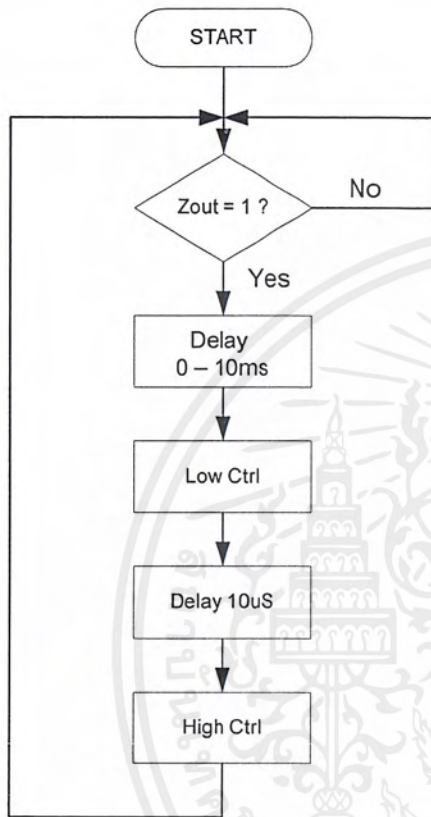 START
Zout = 1 ?
No
Yes
Delay
0 – 10ms
Low Ctrl
Delay 10uS
High Ctrl